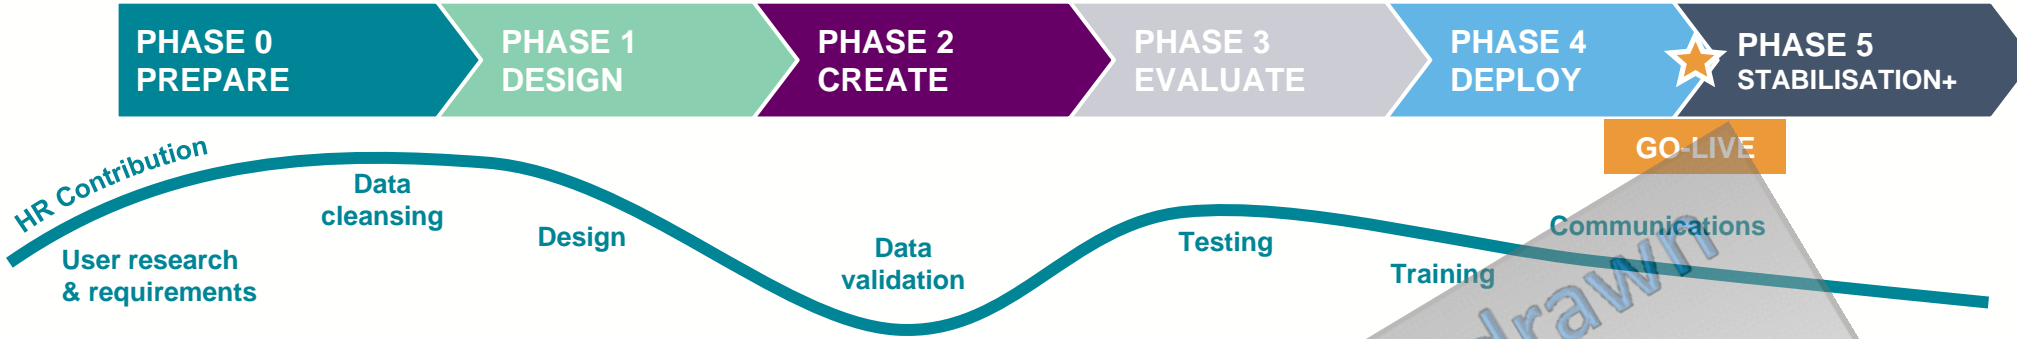 PHASE 0
PREPARE
PHASE 1
DESIGN
PHASE 2
CREATE
PHASE 3
EVALUATE
PHASE 4
DEPLOY
PHASE 5
STABILISATION+
GO-LIVE
HR Contribution
User research
& requirements
Data
cleansing
Design
Data
validation
Testing
Training
Communications
drawn